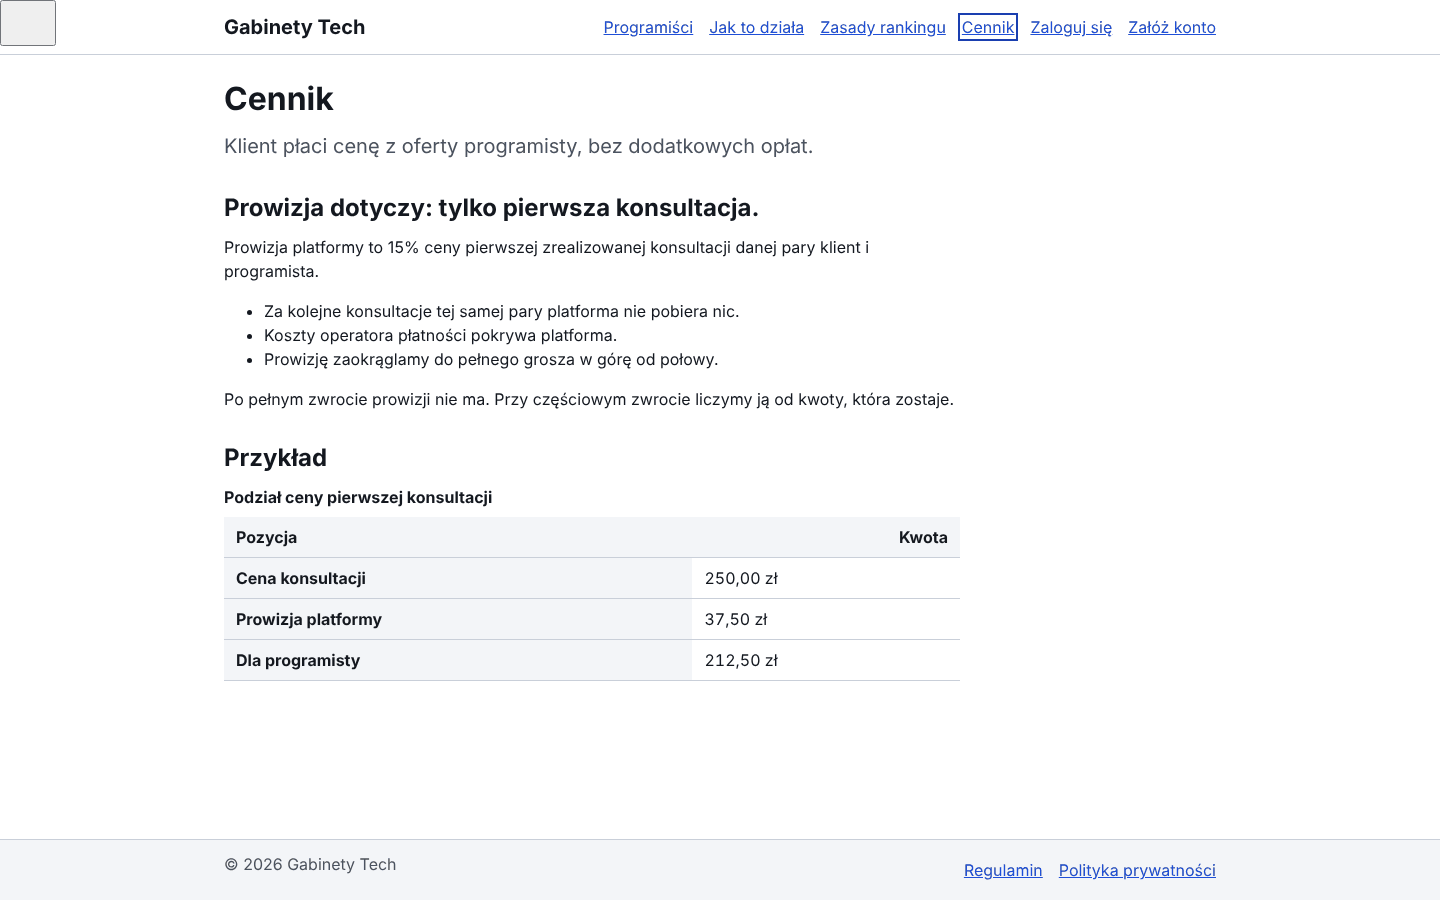 Gabinety Tech
Programiści Jak to działa Zasady rankingu Cennik Zaloguj się Załóż konto
Cennik
Klient płaci cenę z oferty programisty, bez dodatkowych opłat.
Prowizja dotyczy: tylko pierwsza konsultacja.
Prowizja platformy to 15% ceny pierwszej zrealizowanej konsultacji danej pary klient i
programista.
• Za kolejne konsultacje tej samej pary platforma nie pobiera nic.
• Koszty operatora płatności pokrywa platforma.
• Prowizję zaokrąglamy do pełnego grosza w górę od połowy.
Po pełnym zwrocie prowizji nie ma. Przy częściowym zwrocie liczymy ją od kwoty, która zostaje.
Przykład
Podział ceny pierwszej konsultacji
Pozycja Kwota
Cena konsultacji 250,00 zł
Prowizja platformy 37,50 zł
Dla programisty 212,50 zł
© 2026 Gabinety Tech
Regulamin Polityka prywatności